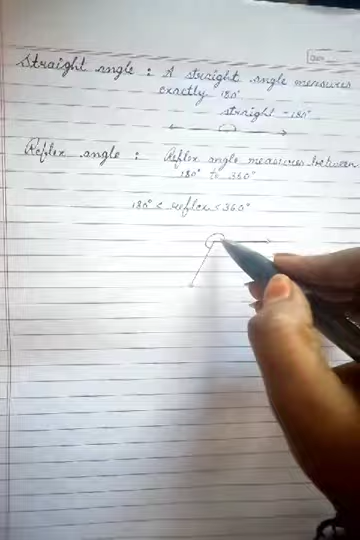 Straight angle : A straight angle measures
exactly 180°
straight = 180°
Reflex angle : Reflex angle measures between
180° to 360°
180° < reflex < 360°